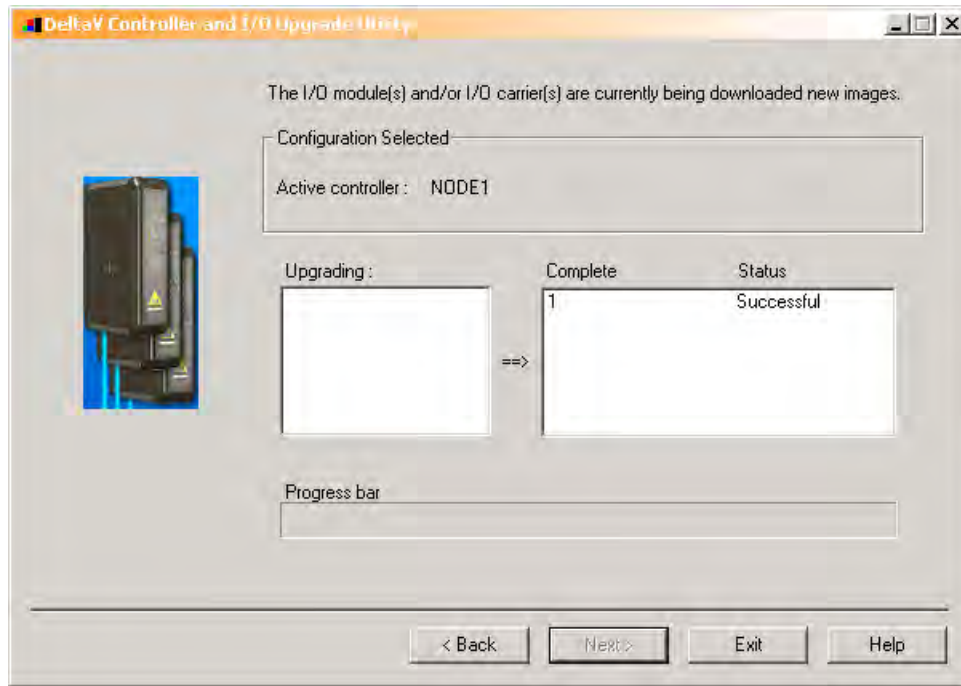 DeltaV Controller and I/O Upgrade Utility
The I/O module(s) and/or I/O carrier(s) are currently being downloaded new images.
Configuration Selected
Active controller : NODE1
Upgrading :
Complete Status
1 Successful
==>
Progress bar
< Back Next > Exit Help